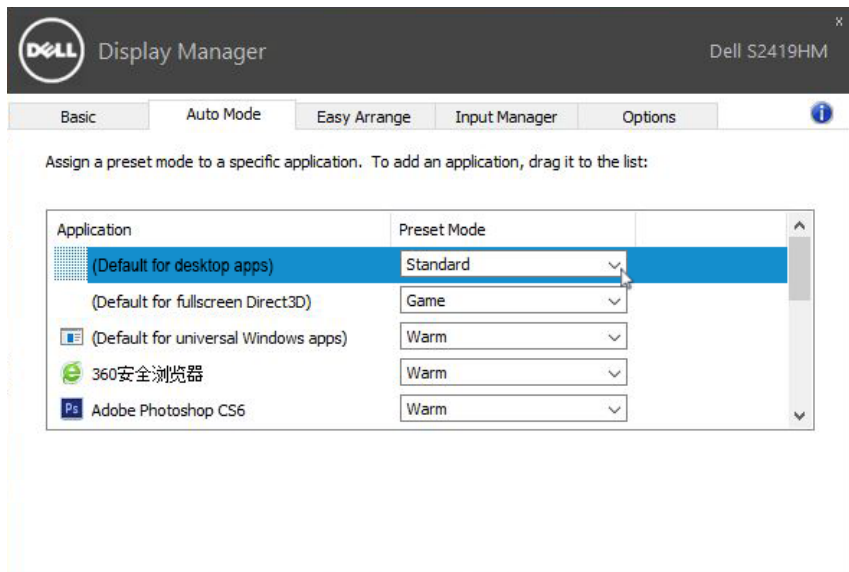 x
DELL Display Manager Dell S2419HM
Basic Auto Mode Easy Arrange Input Manager Options i
Assign a preset mode to a specific application. To add an application, drag it to the list:
Application Preset Mode
(Default for desktop apps) Standard
(Default for fullscreen Direct3D) Game
(Default for universal Windows apps) Warm
360安全浏览器 Warm
Ps Adobe Photoshop CS6 Warm